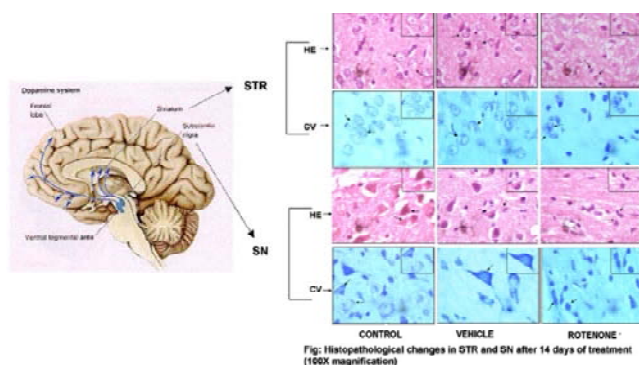 Dopamine system
Frontal
lobe
Striatum
Substantia
nigra
Ventral tegmental area
STR
SN
HE
CV
HE
CV
CONTROL
VEHICLE
ROTENONE
Fig: Histopathological changes in STR and SN after 14 days of treatment
(100X magnification)